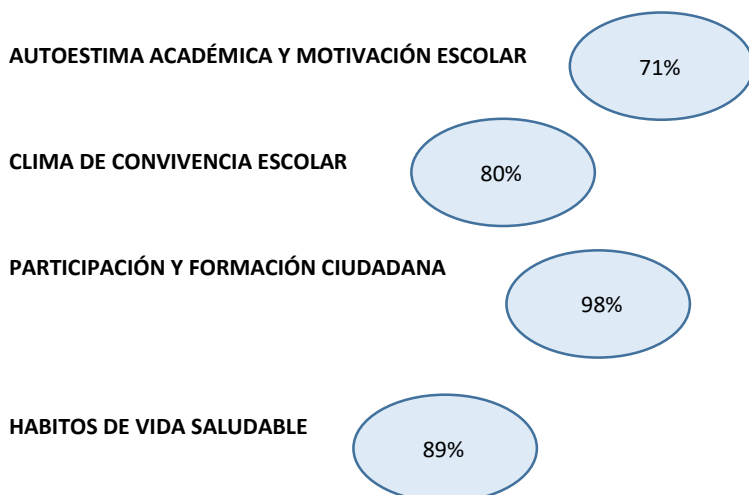 AUTOESTIMA ACADÉMICA Y MOTIVACIÓN ESCOLAR
71%
CLIMA DE CONVIVENCIA ESCOLAR
80%
PARTICIPACIÓN Y FORMACIÓN CIUDADANA
98%
HABITOS DE VIDA SALUDABLE
89%